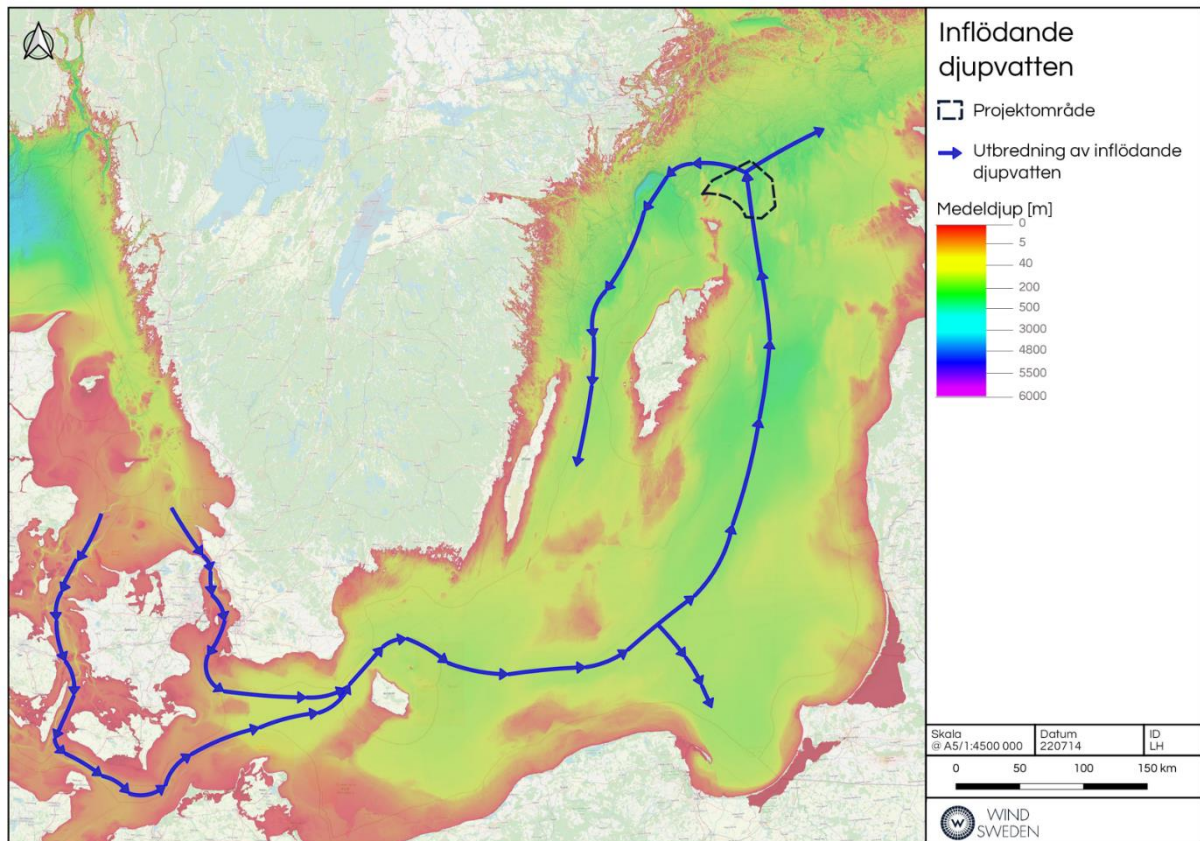 Inflödande
djupvatten
Projektområde
Utbredning av inflödande
djupvatten
Medeldjup [m]
0
5
40
200
500
3000
4800
5500
6000
Skala
@ A5/1:4500 000
Datum
220714
ID
LH
0 50 100 150 km
WIND
SWEDEN